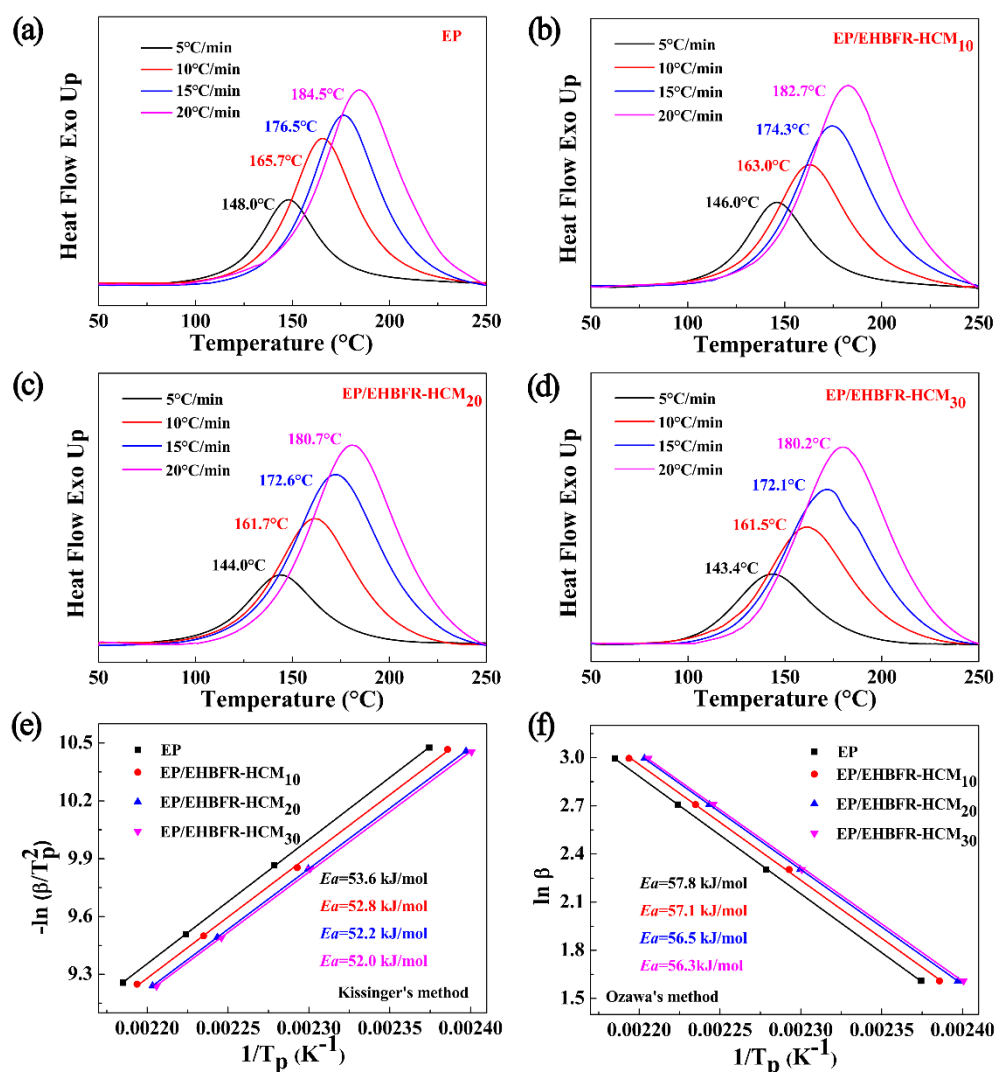 (a)
EP
5°C/min
10°C/min
15°C/min
20°C/min
184.5°C
176.5°C
165.7°C
148.0°C
Heat Flow Exo Up
50 100 150 200 250
Temperature (°C)
(b)
EP/EHBFR-HCM10
5°C/min
10°C/min
15°C/min
20°C/min
182.7°C
174.3°C
163.0°C
146.0°C
Heat Flow Exo Up
50 100 150 200 250
Temperature (°C)
(c)
EP/EHBFR-HCM20
5°C/min
10°C/min
15°C/min
20°C/min
180.7°C
172.6°C
161.7°C
144.0°C
Heat Flow Exo Up
50 100 150 200 250
Temperature (°C)
(d)
EP/EHBFR-HCM30
5°C/min
10°C/min
15°C/min
20°C/min
180.2°C
172.1°C
161.5°C
143.4°C
Heat Flow Exo Up
50 100 150 200 250
Temperature (°C)
(e)
EP
EP/EHBFR-HCM10
EP/EHBFR-HCM20
EP/EHBFR-HCM30
10.5
10.2
9.9
9.6
9.3
-ln (β/Tp2)
Ea=53.6 kJ/mol
Ea=52.8 kJ/mol
Ea=52.2 kJ/mol
Ea=52.0 kJ/mol
Kissinger's method
0.00220 0.00225 0.00230 0.00235 0.00240
1/Tp (K-1)
(f)
EP
EP/EHBFR-HCM10
EP/EHBFR-HCM20
EP/EHBFR-HCM30
3.0
2.7
2.4
2.1
1.8
1.5
ln β
Ea=57.8 kJ/mol
Ea=57.1 kJ/mol
Ea=56.5 kJ/mol
Ea=56.3kJ/mol
Ozawa's method
0.00220 0.00225 0.00230 0.00235 0.00240
1/Tp (K-1)